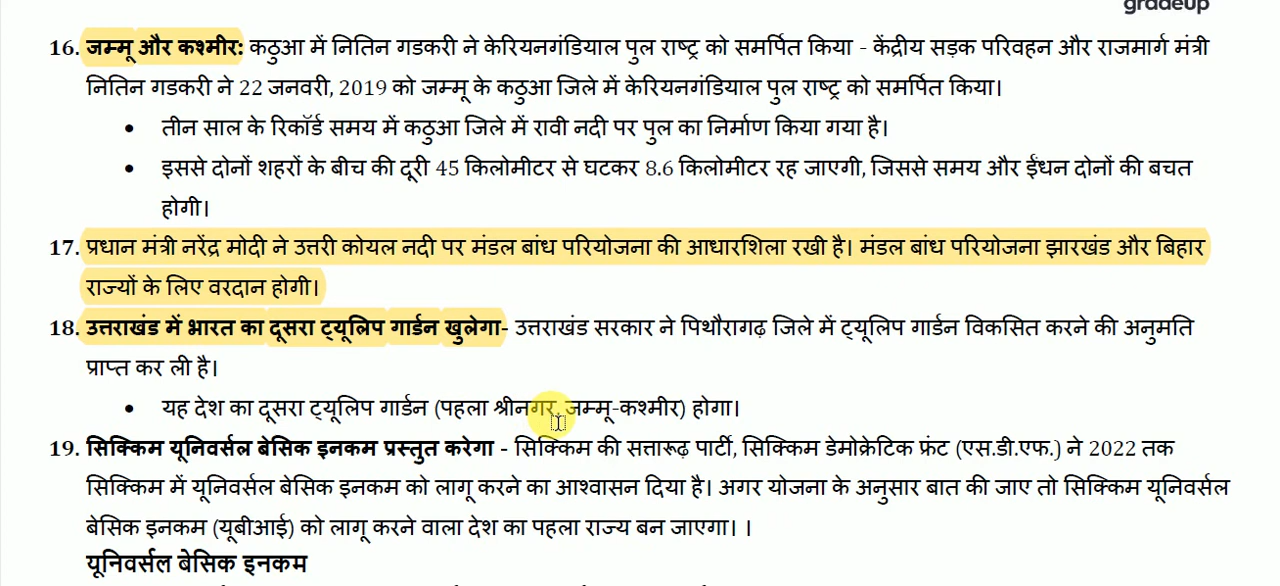 gradeup
16. जम्मू और कश्मीर: कठुआ में नितिन गडकरी ने केरियनगंडियाल पुल राष्ट्र को समर्पित किया - केंद्रीय सड़क परिवहन और राजमार्ग मंत्री
नितिन गडकरी ने 22 जनवरी, 2019 को जम्मू के कठुआ जिले में केरियनगंडियाल पुल राष्ट्र को समर्पित किया।
• तीन साल के रिकॉर्ड समय में कठुआ जिले में रावी नदी पर पुल का निर्माण किया गया है।
• इससे दोनों शहरों के बीच की दूरी 45 किलोमीटर से घटकर 8.6 किलोमीटर रह जाएगी, जिससे समय और ईंधन दोनों की बचत
होगी।
17. प्रधान मंत्री नरेंद्र मोदी ने उत्तरी कोयल नदी पर मंडल बांध परियोजना की आधारशिला रखी है। मंडल बांध परियोजना झारखंड और बिहार
राज्यों के लिए वरदान होगी।
18. उत्तराखंड में भारत का दूसरा ट्यूलिप गार्डन खुलेगा- उत्तराखंड सरकार ने पिथौरागढ़ जिले में ट्यूलिप गार्डन विकसित करने की अनुमति
प्राप्त कर ली है।
• यह देश का दूसरा ट्यूलिप गार्डन (पहला श्रीनगर, जम्मू-कश्मीर) होगा।
19. सिक्किम यूनिवर्सल बेसिक इनकम प्रस्तुत करेगा - सिक्किम की सत्तारूढ़ पार्टी, सिक्किम डेमोक्रेटिक फ्रंट (एस.डी.एफ.) ने 2022 तक
सिक्किम में यूनिवर्सल बेसिक इनकम को लागू करने का आश्वासन दिया है। अगर योजना के अनुसार बात की जाए तो सिक्किम यूनिवर्सल
बेसिक इनकम (यूबीआई) को लागू करने वाला देश का पहला राज्य बन जाएगा। ।
यूनिवर्सल बेसिक इनकम